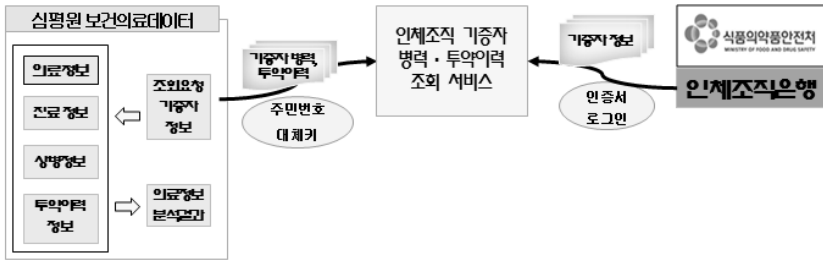 심평원 보건의료데이터
의료정보
진료 정보
상병정보
투약이력
정보
조회요청
기증자
정보
의료정보
분석결과
기증자 병력,
투약이력
주민번호
대체키
인체조직 기증자
병력·투약이력
조회 서비스
기증자 정보
인증서
로그인
식품의약품안전처
MINISTRY OF FOOD AND DRUG SAFETY
인체조직은행